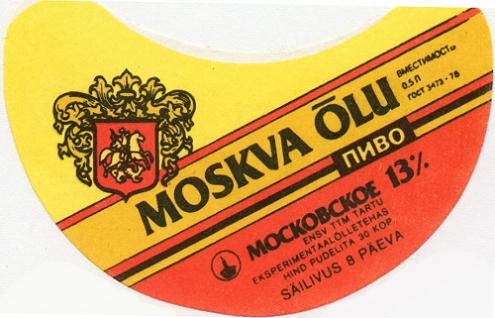 MOSKVA ÕLU
ВМЕСТИМОСТЬ
0.5 Л
ГОСТ 3473-78
ПИВО
МОСКОВСКОЕ 13%
ENSV TTM TARTU
EKSPERIMENTAALÕLLETEHAS
HIND PUDELITA 30 KOP.
SÄILIVUS 8 PÄEVA